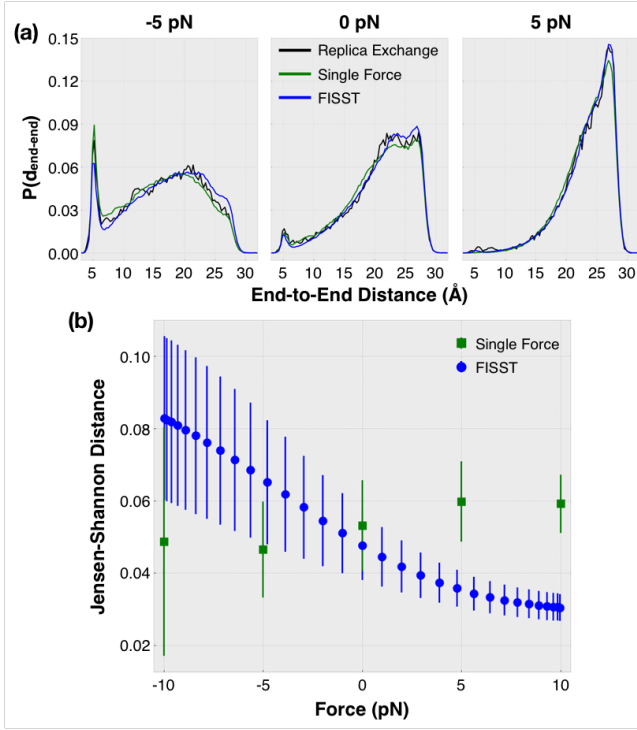 (a)
-5 pN
0 pN
5 pN
0.15
0.12
0.09
0.06
0.03
0.00
P(d_end-end)
Replica Exchange
Single Force
FISST
5 10 15 20 25 30
5 10 15 20 25 30
5 10 15 20 25 30
End-to-End Distance (Å)
(b)
Single Force
FISST
0.10
0.08
0.06
0.04
0.02
Jensen-Shannon Distance
-10 -5 0 5 10
Force (pN)